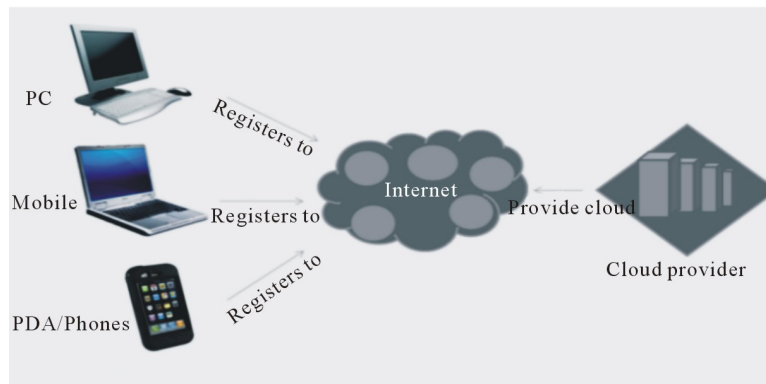 PC
Registers to
Mobile
Registers to
Internet
Provide cloud
Cloud provider
PDA/Phones
Registers to